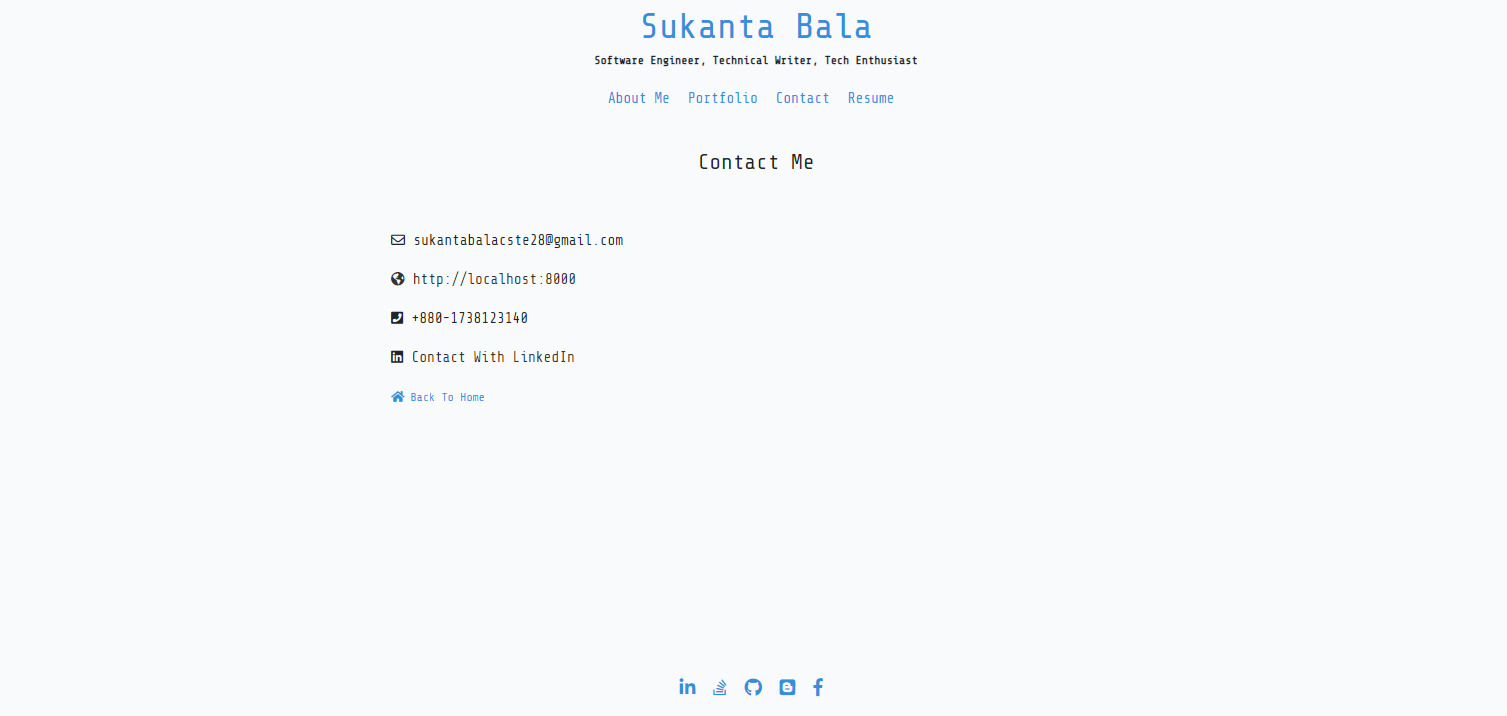 Sukanta Bala
Software Engineer, Technical Writer, Tech Enthusiast
About Me Portfolio Contact Resume
Contact Me
sukantabalacste28@gmail.com
http://localhost:8000
+880-1738123140
Contact With LinkedIn
Back To Home